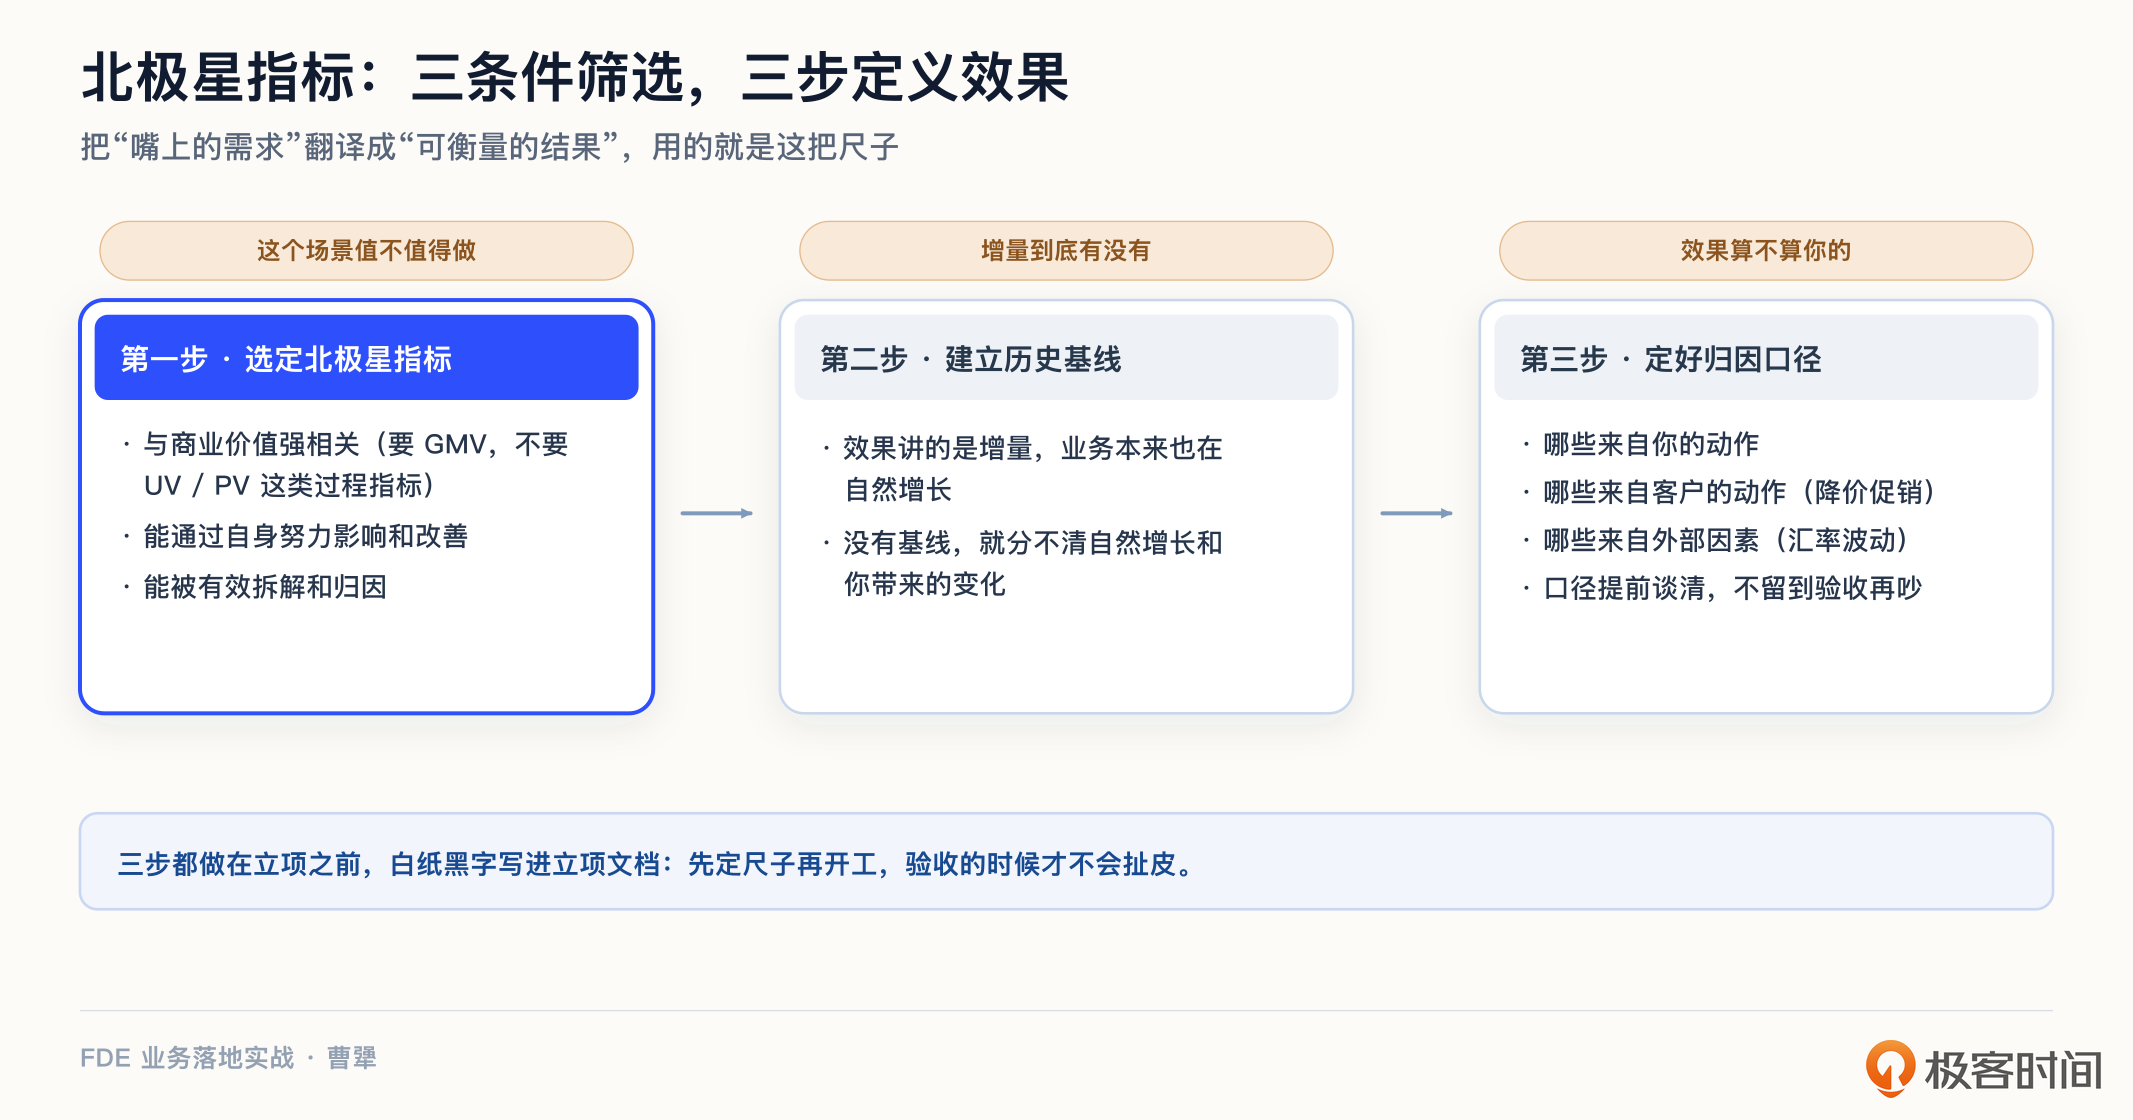 北极星指标：三条件筛选，三步定义效果
把“嘴上的需求”翻译成“可衡量的结果”，用的就是这把尺子
这个场景值不值得做
第一步 · 选定北极星指标
· 与商业价值强相关（要 GMV，不要
UV / PV 这类过程指标）
· 能通过自身努力影响和改善
· 能被有效拆解和归因
增量到底有没有
第二步 · 建立历史基线
· 效果讲的是增量，业务本来也在
自然增长
· 没有基线，就分不清自然增长和
你带来的变化
效果算不算你的
第三步 · 定好归因口径
· 哪些来自你的动作
· 哪些来自客户的动作（降价促销）
· 哪些来自外部因素（汇率波动）
· 口径提前谈清，不留到验收再吵
三步都做在立项之前，白纸黑字写进立项文档：先定尺子再开工，验收的时候才不会扯皮。
FDE 业务落地实战 · 曹犟
极客时间